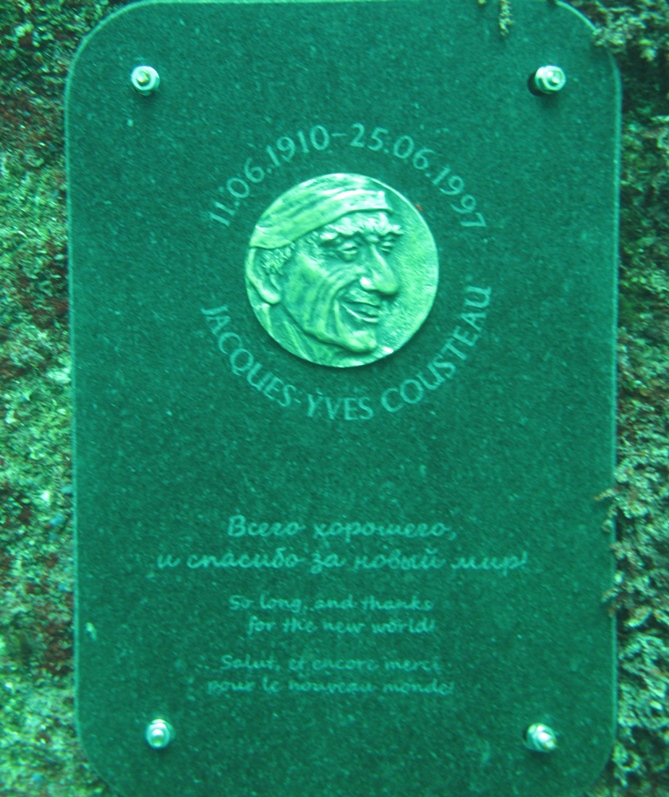 11.06.1910-25.06.1997
JACQUES-YVES COUSTEAU
Всего хорошего,
и спасибо за новый мир!
So long, and thanks
for the new world!
Salut, et encore merci
pour le nouveau monde!